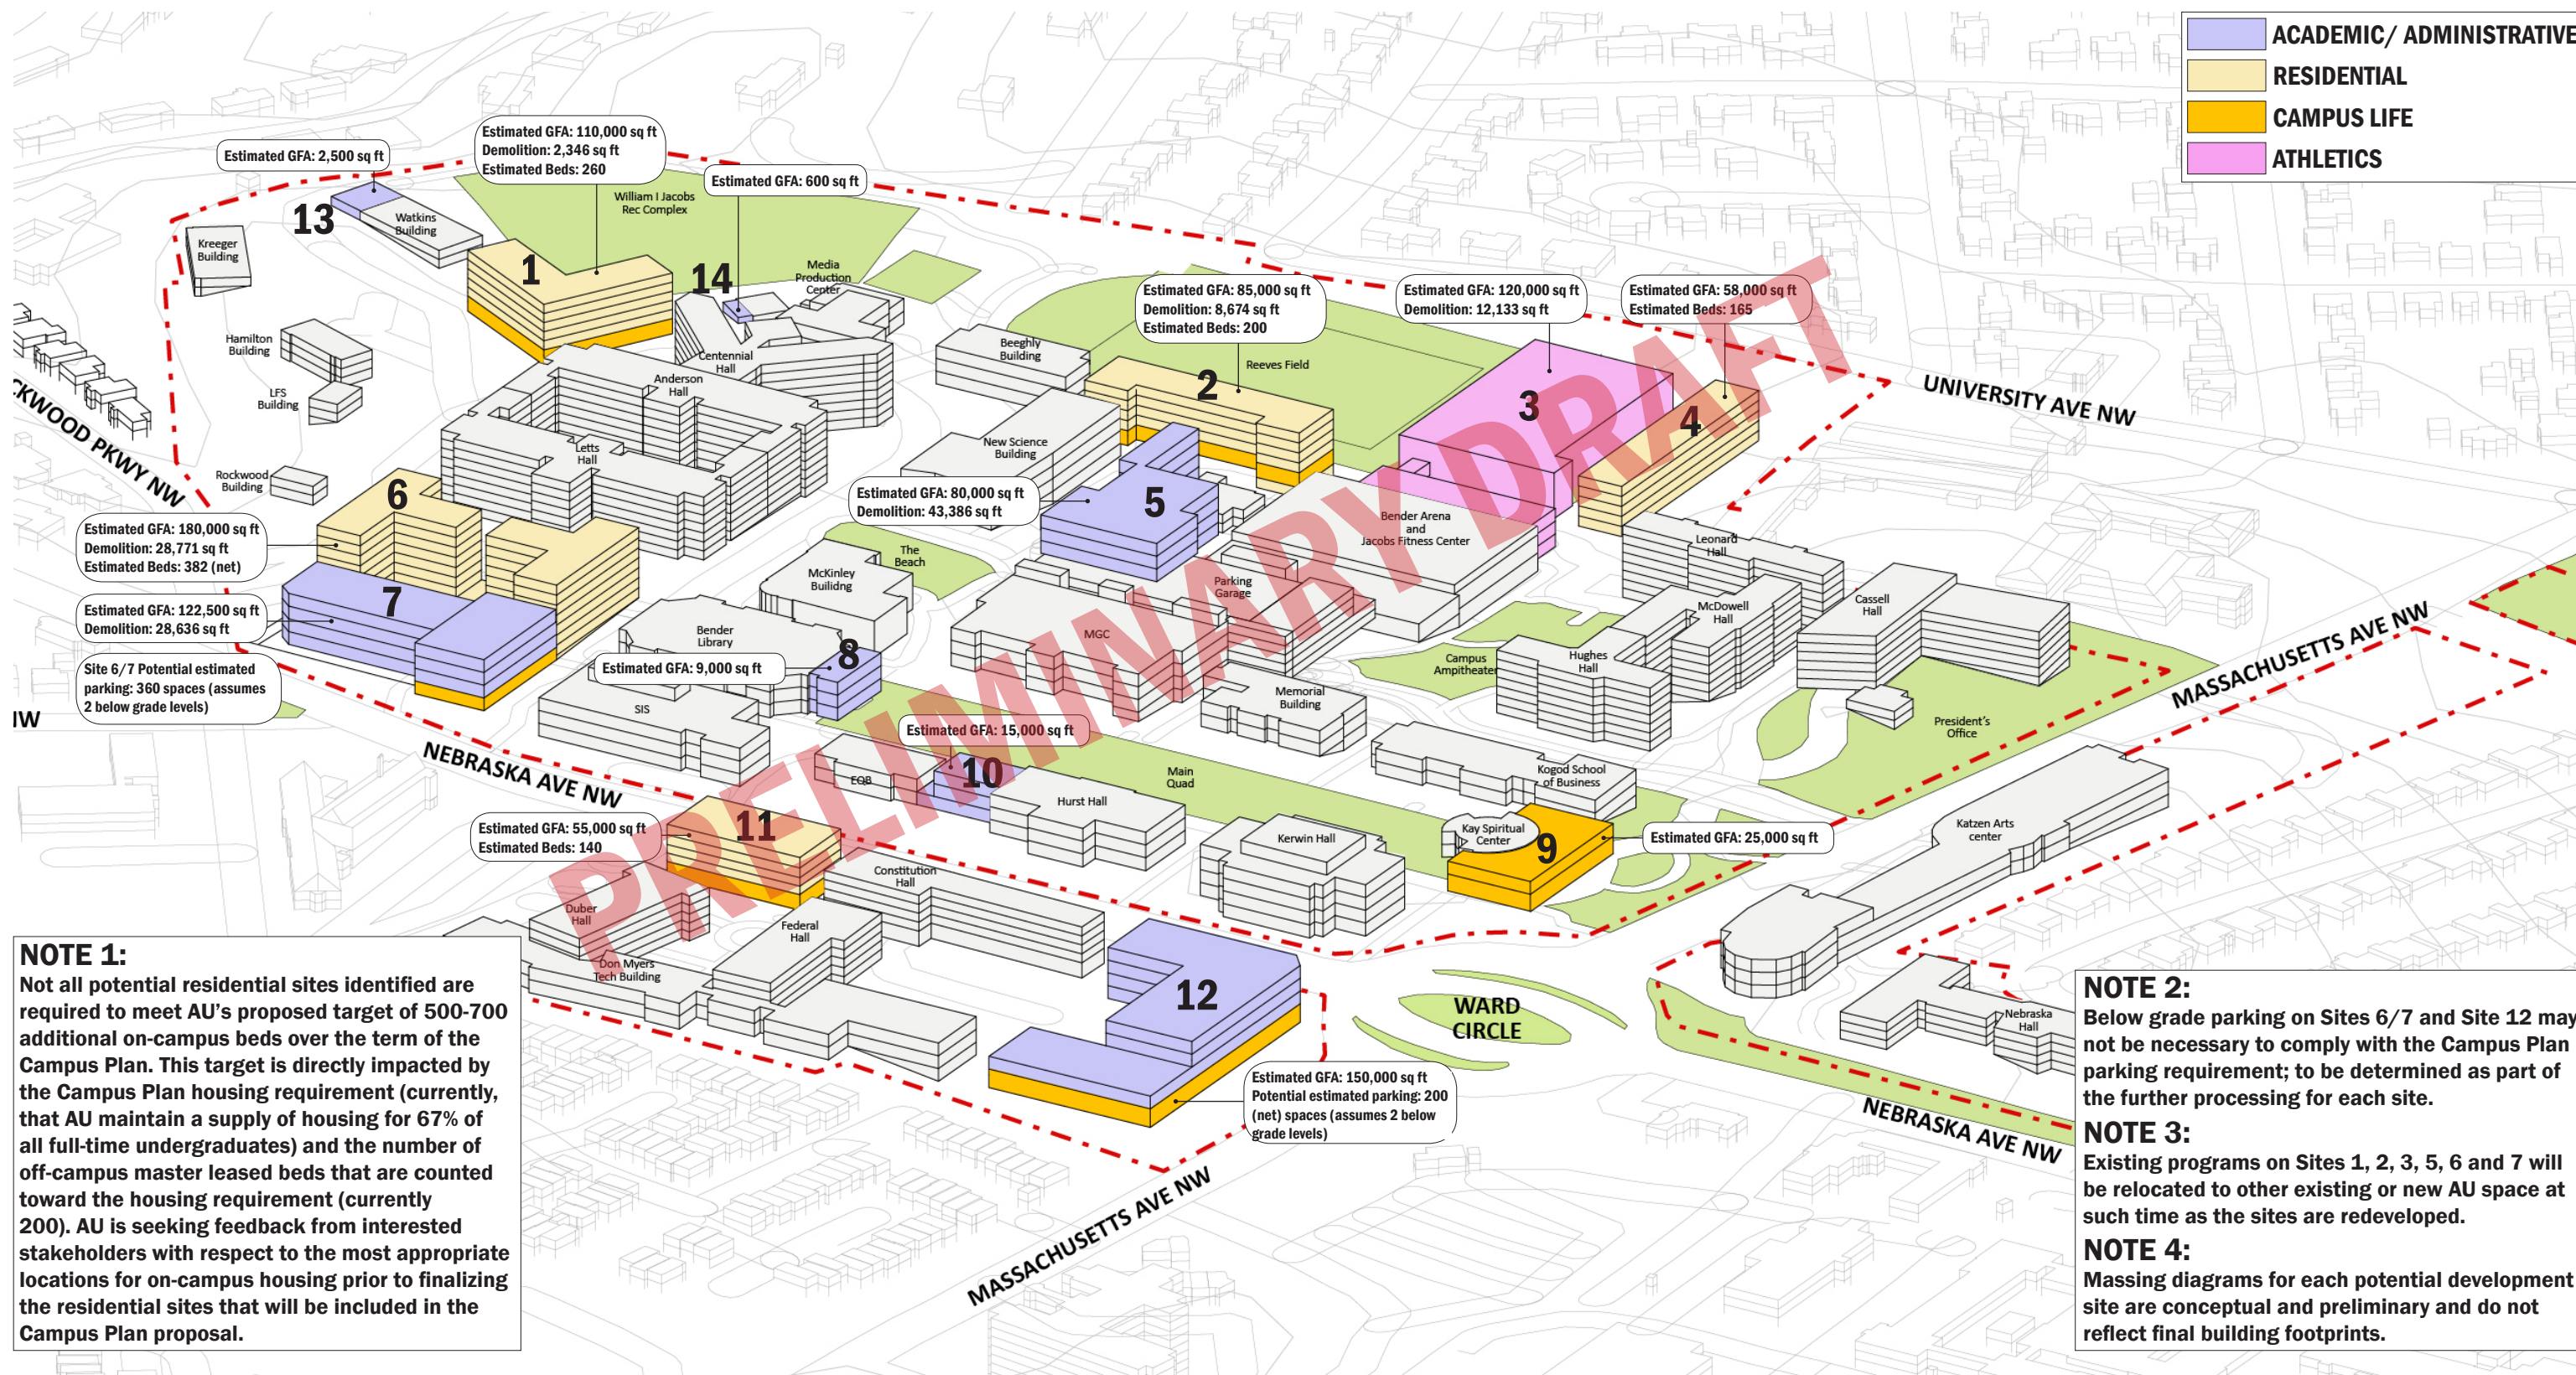 ACADEMIC/ ADMINISTRATIVE
RESIDENTIAL
CAMPUS LIFE
ATHLETICS
Estimated GFA: 2,500 sq ft
13
Watkins
Building
Kreeger
Building
Estimated GFA: 110,000 sq ft
Demolition: 2,346 sq ft
Estimated Beds: 260
1
William I Jacobs
Rec Complex
Estimated GFA: 600 sq ft
14
Media
Production
Center
Centennial
Hall
Hamilton
Building
LFS
Building
Anderson
Hall
Letts
Hall
Rockwood
Building
Beeghly
Building
New Science
Building
Estimated GFA: 85,000 sq ft
Demolition: 8,674 sq ft
Estimated Beds: 200
2
Reeves Field
Estimated GFA: 120,000 sq ft
Demolition: 12,133 sq ft
3
Estimated GFA: 58,000 sq ft
Estimated Beds: 165
4
UNIVERSITY AVE NW
CKWOOD PKWY NW
6
Estimated GFA: 180,000 sq ft
Demolition: 28,771 sq ft
Estimated Beds: 382 (net)
7
Estimated GFA: 122,500 sq ft
Demolition: 28,636 sq ft
Site 6/7 Potential estimated
parking: 360 spaces (assumes
2 below grade levels)
IW
Estimated GFA: 80,000 sq ft
Demolition: 43,386 sq ft
5
The
Beach
McKinley
Building
Bender
Library
Estimated GFA: 9,000 sq ft
8
SIS
MGC
Parking
Garage
Bender Arena
and
Jacobs Fitness Center
Leonard
Hall
McDowell
Hall
Cassell
Hall
Hughes
Hall
Campus
Ampitheater
Memorial
Building
President's
Office
MASSACHUSETTS AVE NW
NEBRASKA AVE NW
Estimated GFA: 15,000 sq ft
10
EQB
Hurst Hall
Main
Quad
Kogod School
of Business
Kay Spiritual
Center
9
Estimated GFA: 25,000 sq ft
Kerwin Hall
Katzen Arts
center
Estimated GFA: 55,000 sq ft
Estimated Beds: 140
11
Constitution
Hall
Duber
Hall
Federal
Hall
Don Myers
Tech Building
12
WARD
CIRCLE
Estimated GFA: 150,000 sq ft
Potential estimated parking: 200
(net) spaces (assumes 2 below
grade levels)
Nebraska
Hall
NEBRASKA AVE NW
MASSACHUSETTS AVE NW
PRELIMINARY DRAFT
NOTE 1:
Not all potential residential sites identified are
required to meet AU's proposed target of 500-700
additional on-campus beds over the term of the
Campus Plan. This target is directly impacted by
the Campus Plan housing requirement (currently,
that AU maintain a supply of housing for 67% of
all full-time undergraduates) and the number of
off-campus master leased beds that are counted
toward the housing requirement (currently
200). AU is seeking feedback from interested
stakeholders with respect to the most appropriate
locations for on-campus housing prior to finalizing
the residential sites that will be included in the
Campus Plan proposal.
NOTE 2:
Below grade parking on Sites 6/7 and Site 12 may
not be necessary to comply with the Campus Plan
parking requirement; to be determined as part of
the further processing for each site.
NOTE 3:
Existing programs on Sites 1, 2, 3, 5, 6 and 7 will
be relocated to other existing or new AU space at
such time as the sites are redeveloped.
NOTE 4:
Massing diagrams for each potential development
site are conceptual and preliminary and do not
reflect final building footprints.